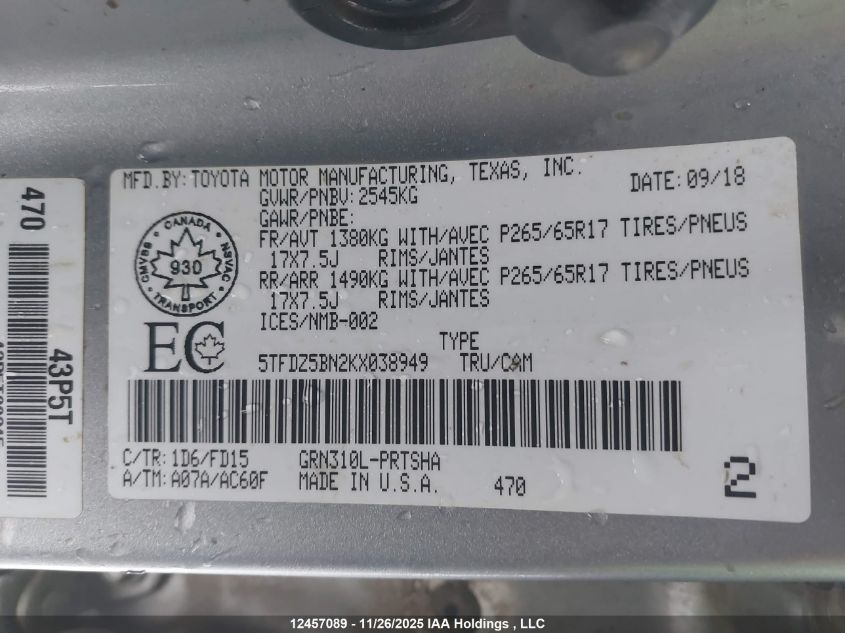 MFD.BY:TOYOTA MOTOR MANUFACTURING, TEXAS, INC. DATE:09/18
GVWR/PNBV:2545KG
GAWR/PNBE:
FR/AVT 1380KG WITH/AVEC P265/65R17 TIRES/PNEUS
17X7.5J RIMS/JANTES
RR/ARR 1490KG WITH/AVEC P265/65R17 TIRES/PNEUS
17X7.5J RIMS/JANTES
ICES/NMB-002
CANADA
CMVSS
930
NSVAC
TRANSPORT
EC
TYPE
5TFDZ5BN2KX038949 TRU/CAM
C/TR:1D6/FD15 GRN310L-PRTSHA
A/TM:A07A/AC60F MADE IN U.S.A. 470
2
470
43P5T
12457089 - 11/26/2025 IAA Holdings , LLC